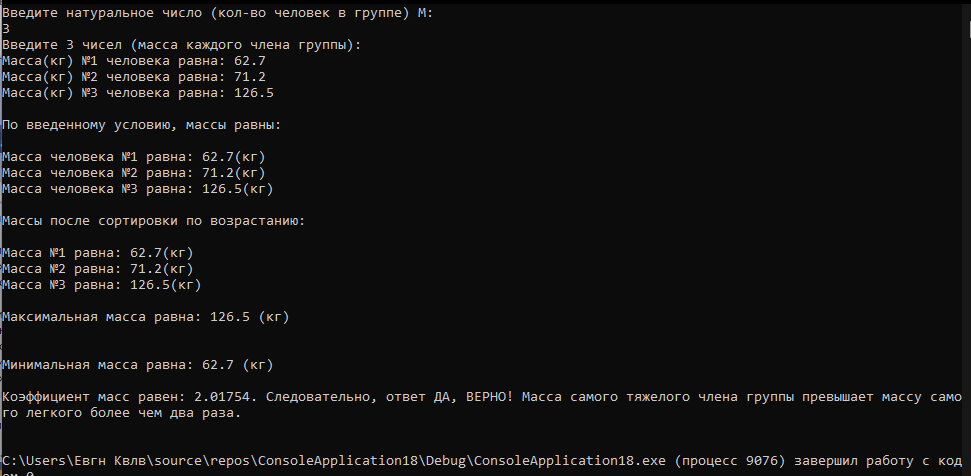 Введите натуральное число (кол-во человек в группе) М:
3
Введите 3 чисел (масса каждого члена группы):
Масса(кг) №1 человека равна: 62.7
Масса(кг) №2 человека равна: 71.2
Масса(кг) №3 человека равна: 126.5
По введенному условию, массы равны:
Масса человека №1 равна: 62.7(кг)
Масса человека №2 равна: 71.2(кг)
Масса человека №3 равна: 126.5(кг)
Массы после сортировки по возрастанию:
Масса №1 равна: 62.7(кг)
Масса №2 равна: 71.2(кг)
Масса №3 равна: 126.5(кг)
Максимальная масса равна: 126.5 (кг)
Минимальная масса равна: 62.7 (кг)
Коэффициент масс равен: 2.01754. Следовательно, ответ ДА, ВЕРНО! Масса самого тяжелого члена группы превышает массу само
го легкого более чем два раза.
C:\Users\Евгн Квлв\source\repos\ConsoleApplication18\Debug\ConsoleApplication18.exe (процесс 9076) завершил работу с код
ом 0